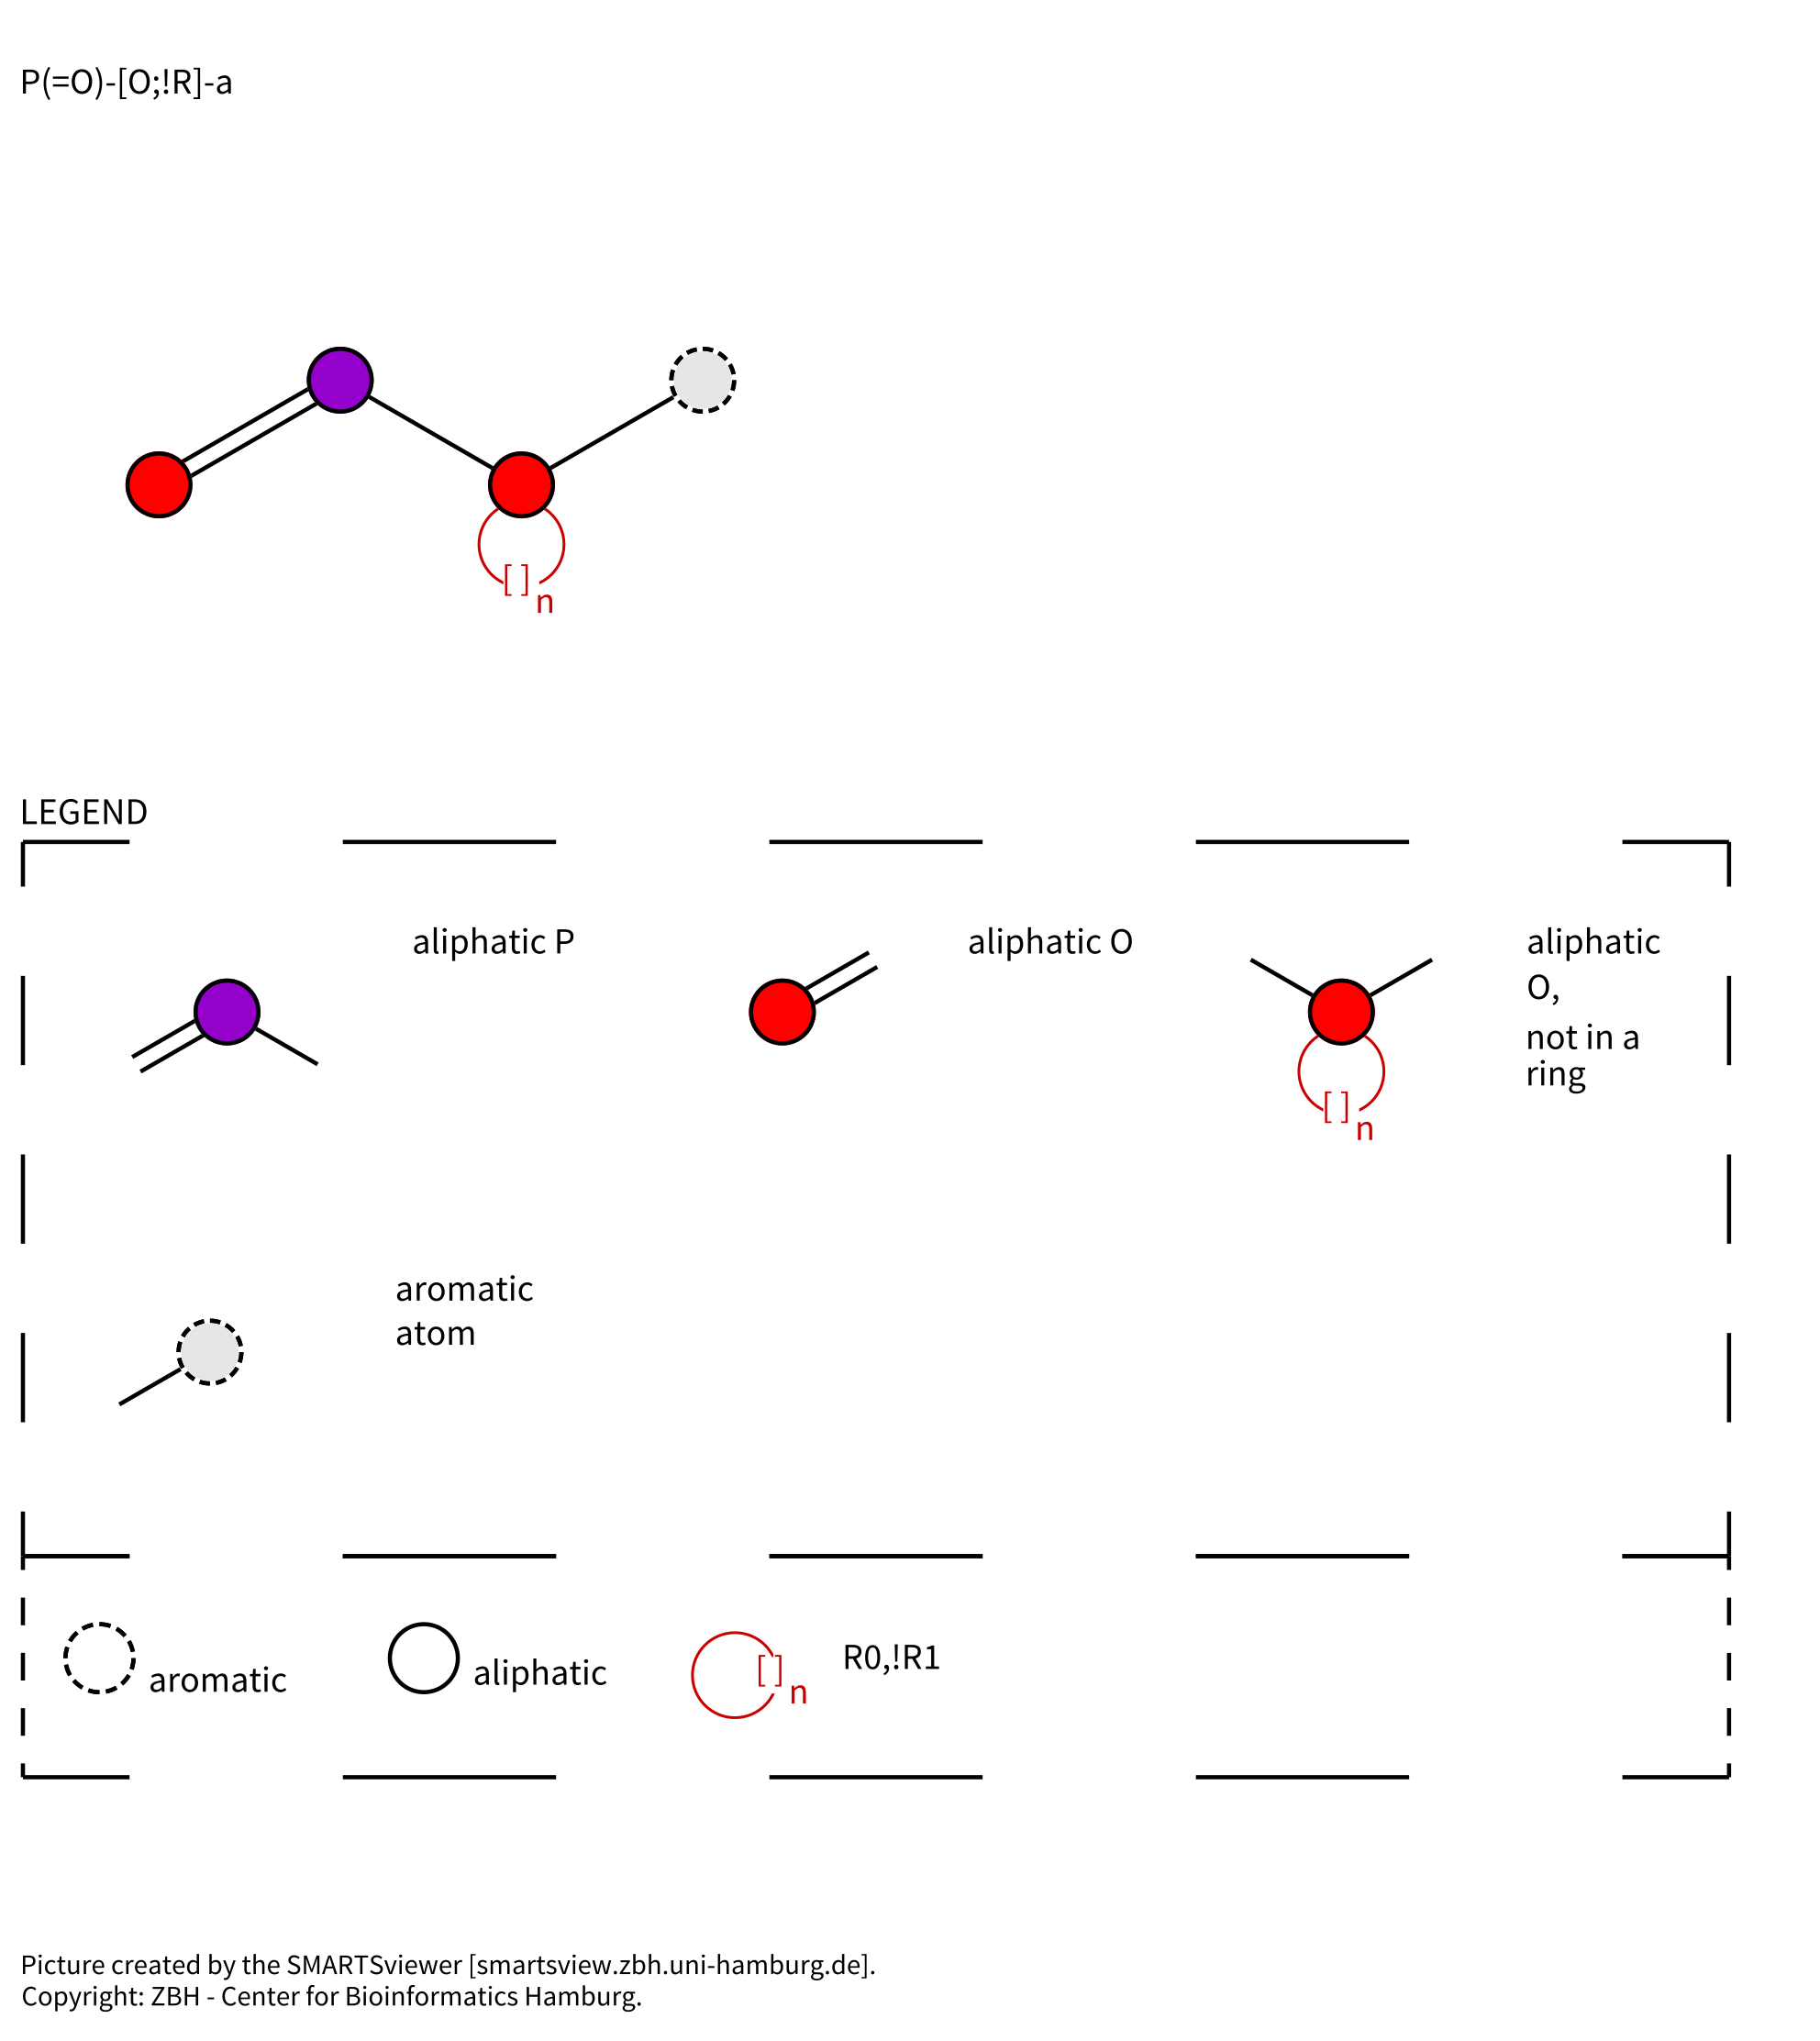 P(=O)-[O;!R]-a
[ ]
n
LEGEND
aliphatic P
aliphatic O
aliphatic
O,
not in a
ring
[ ]
n
aromatic
atom
aromatic
aliphatic
[ ]
n
R0,!R1
Picture created by the SMARTSviewer [smartsview.zbh.uni-hamburg.de].
Copyright: ZBH - Center for Bioinformatics Hamburg.